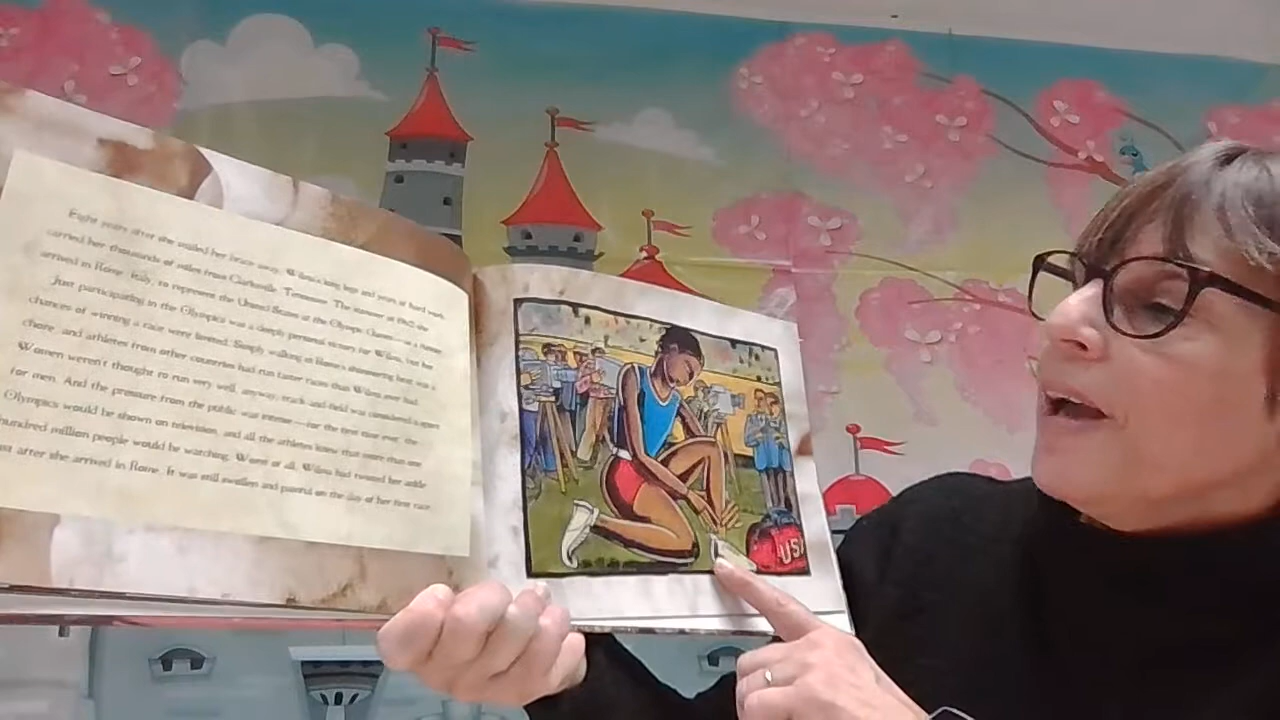 Eight years after she mailed her brace away, Wilma's long legs and years of hard work
carried her thousands of miles from Clarksville, Tennessee. The summer of 1960 she
arrived in Rome, Italy, to represent the United States at the Olympic Games—as a runner.
Just participating in the Olympics was a deeply personal victory for Wilma, but her
chances of winning a race were limited. Simply walking in Rome's shimmering heat was a
chore, and athletes from other countries had run faster races than Wilma ever had.
Women weren't thought to run very well, anyway; track-and-field was considered a sport
for men. And the pressure from the public was intense—for the first time ever, the
Olympics would be shown on television, and all the athletes knew that more than one
hundred million people would be watching. Worst of all, Wilma had twisted her ankle
after she arrived in Rome. It was still swollen and painful on the day of her first race.
USA